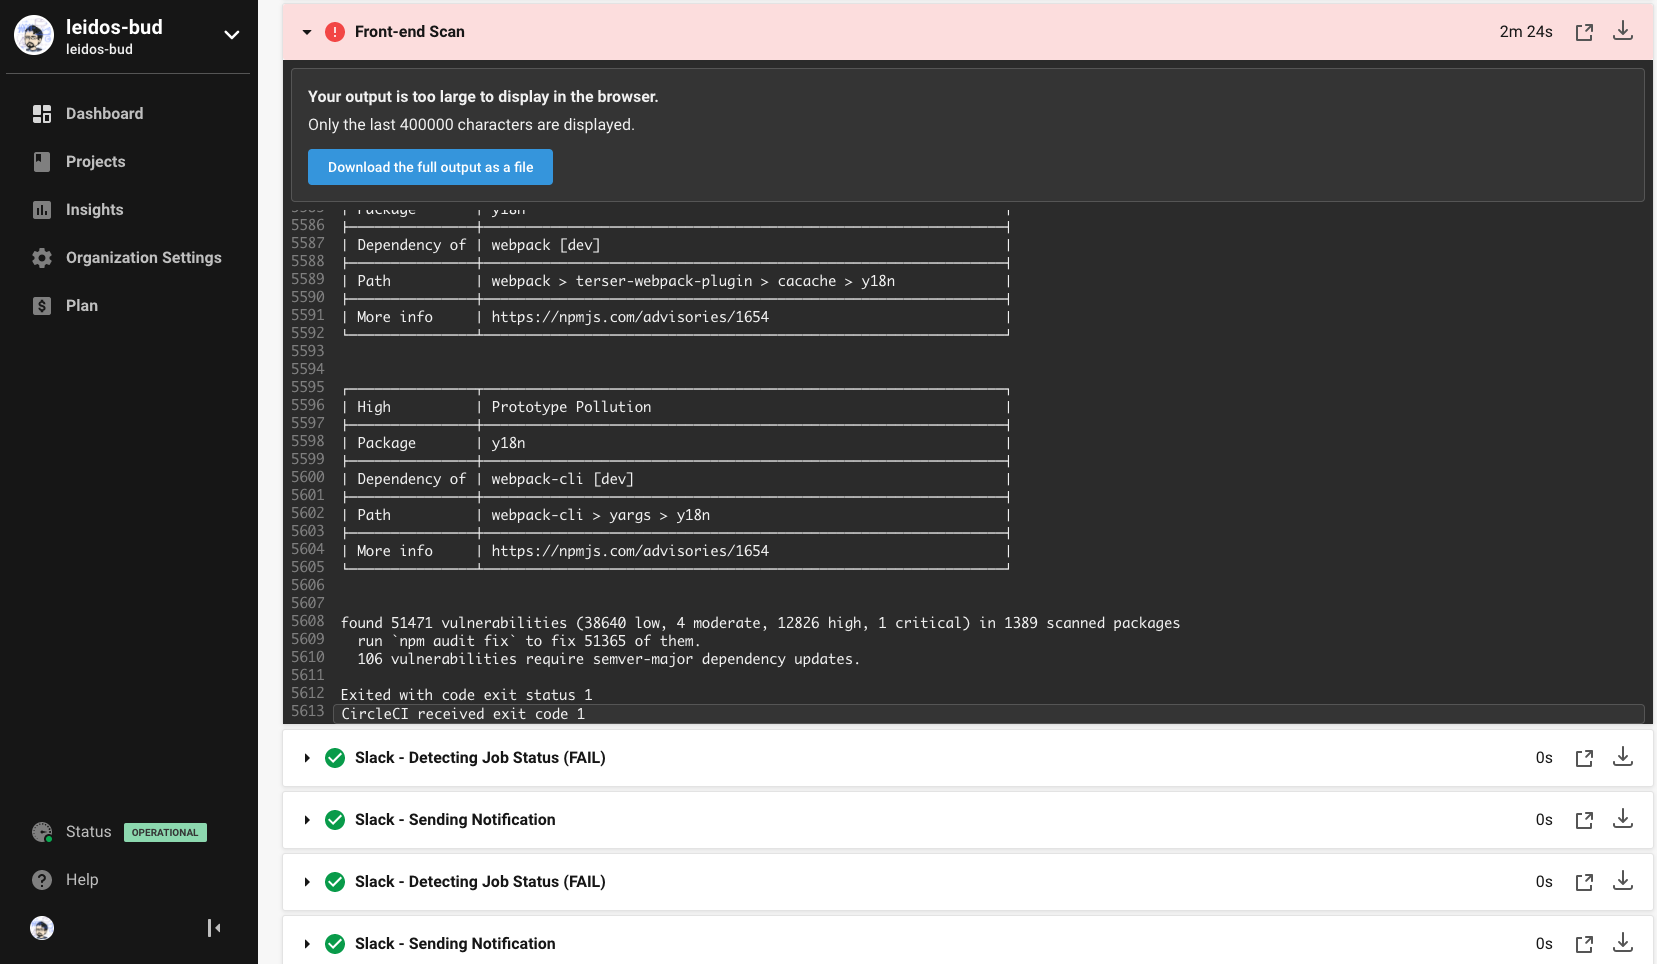 leidos-bud
leidos-bud
Dashboard
Projects
Insights
Organization Settings
Plan
Status OPERATIONAL
Help
Front-end Scan 2m 24s
Your output is too large to display in the browser.
Only the last 400000 characters are displayed.
Download the full output as a file
5585 | Package | y18n |
5586
5587 | Dependency of | webpack [dev] |
5588
5589 | Path | webpack > terser-webpack-plugin > cacache > y18n |
5590
5591 | More info | https://npmjs.com/advisories/1654 |
5592
5593
5594
5595
5596 | High | Prototype Pollution |
5597
5598 | Package | y18n |
5599
5600 | Dependency of | webpack-cli [dev] |
5601
5602 | Path | webpack-cli > yargs > y18n |
5603
5604 | More info | https://npmjs.com/advisories/1654 |
5605
5606
5607
5608 found 51471 vulnerabilities (38640 low, 4 moderate, 12826 high, 1 critical) in 1389 scanned packages
5609 run `npm audit fix` to fix 51365 of them.
5610 106 vulnerabilities require semver-major dependency updates.
5611
5612 Exited with code exit status 1
5613 CircleCI received exit code 1
Slack - Detecting Job Status (FAIL) 0s
Slack - Sending Notification 0s
Slack - Detecting Job Status (FAIL) 0s
Slack - Sending Notification 0s